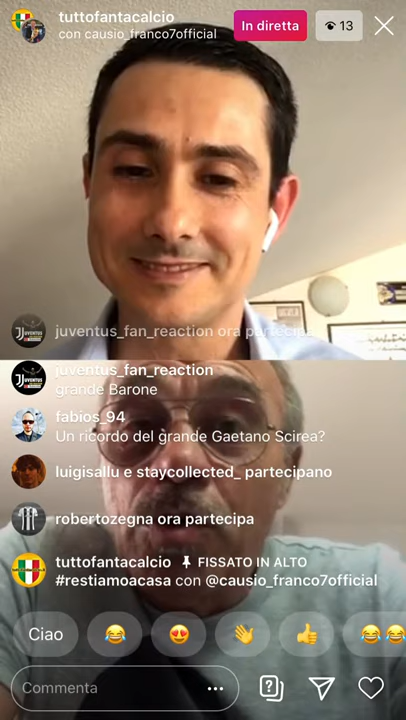 tuttofantacalcio
con causio_franco7official
In diretta
13
juventus_fan_reaction ora partecipa
juventus_fan_reaction
grande Barone
fabios_94
Un ricordo del grande Gaetano Scirea?
luigisallu e staycollected_ partecipano
robertozegna ora partecipa
tuttofantacalcio FISSATO IN ALTO
#restiamoacasa con @causio_franco7official
Ciao
Commenta